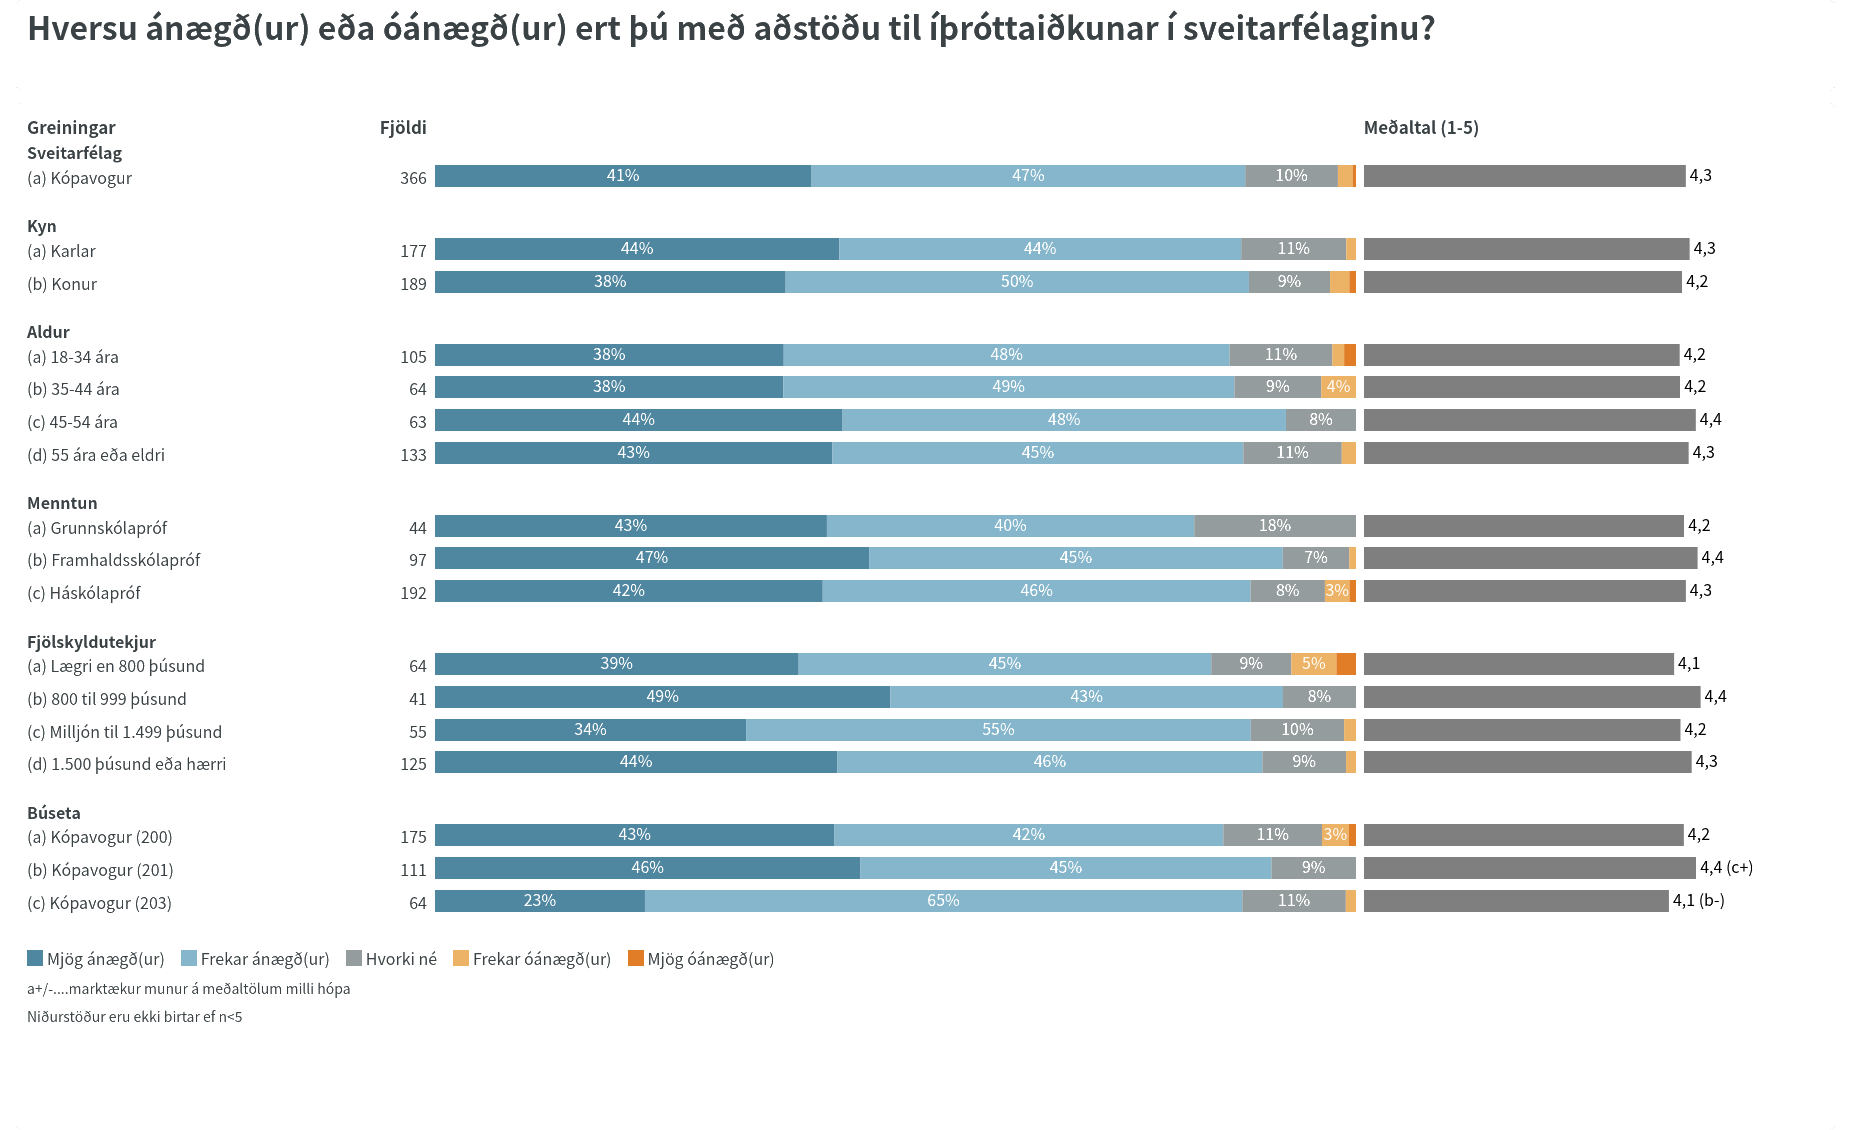 Hversu ánægð(ur) eða óánægð(ur) ert þú með aðstöðu til íþróttaiðkunar í sveitarfélaginu?
Greiningar Fjöldi Meðaltal (1-5)
Sveitarfélag
(a) Kópavogur 366 41% 47% 10% 4,3
Kyn
(a) Karlar 177 44% 44% 11% 4,3
(b) Konur 189 38% 50% 9% 4,2
Aldur
(a) 18-34 ára 105 38% 48% 11% 4,2
(b) 35-44 ára 64 38% 49% 9% 4% 4,2
(c) 45-54 ára 63 44% 48% 8% 4,4
(d) 55 ára eða eldri 133 43% 45% 11% 4,3
Menntun
(a) Grunnskólapróf 44 43% 40% 18% 4,2
(b) Framhaldsskólapróf 97 47% 45% 7% 4,4
(c) Háskólapróf 192 42% 46% 8% 3% 4,3
Fjölskyldutekjur
(a) Lægri en 800 þúsund 64 39% 45% 9% 5% 4,1
(b) 800 til 999 þúsund 41 49% 43% 8% 4,4
(c) Milljón til 1.499 þúsund 55 34% 55% 10% 4,2
(d) 1.500 þúsund eða hærri 125 44% 46% 9% 4,3
Búseta
(a) Kópavogur (200) 175 43% 42% 11% 3% 4,2
(b) Kópavogur (201) 111 46% 45% 9% 4,4 (c+)
(c) Kópavogur (203) 64 23% 65% 11% 4,1 (b-)
Mjög ánægð(ur) Frekar ánægð(ur) Hvorki né Frekar óánægð(ur) Mjög óánægð(ur)
a+/-....marktækur munur á meðaltölum milli hópa
Niðurstöður eru ekki birtar ef n<5